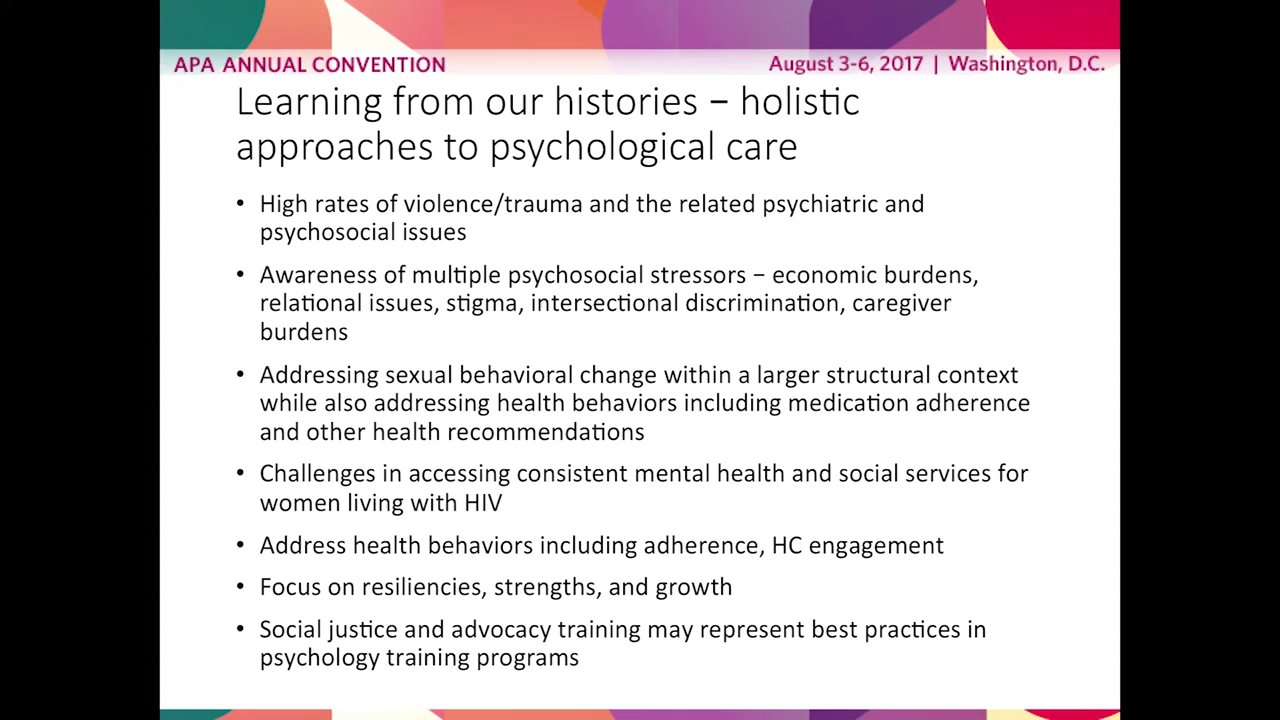 APA ANNUAL CONVENTION
August 3-6, 2017 | Washington, D.C.
Learning from our histories – holistic
approaches to psychological care
• High rates of violence/trauma and the related psychiatric and
psychosocial issues
• Awareness of multiple psychosocial stressors – economic burdens,
relational issues, stigma, intersectional discrimination, caregiver
burdens
• Addressing sexual behavioral change within a larger structural context
while also addressing health behaviors including medication adherence
and other health recommendations
• Challenges in accessing consistent mental health and social services for
women living with HIV
• Address health behaviors including adherence, HC engagement
• Focus on resiliencies, strengths, and growth
• Social justice and advocacy training may represent best practices in
psychology training programs